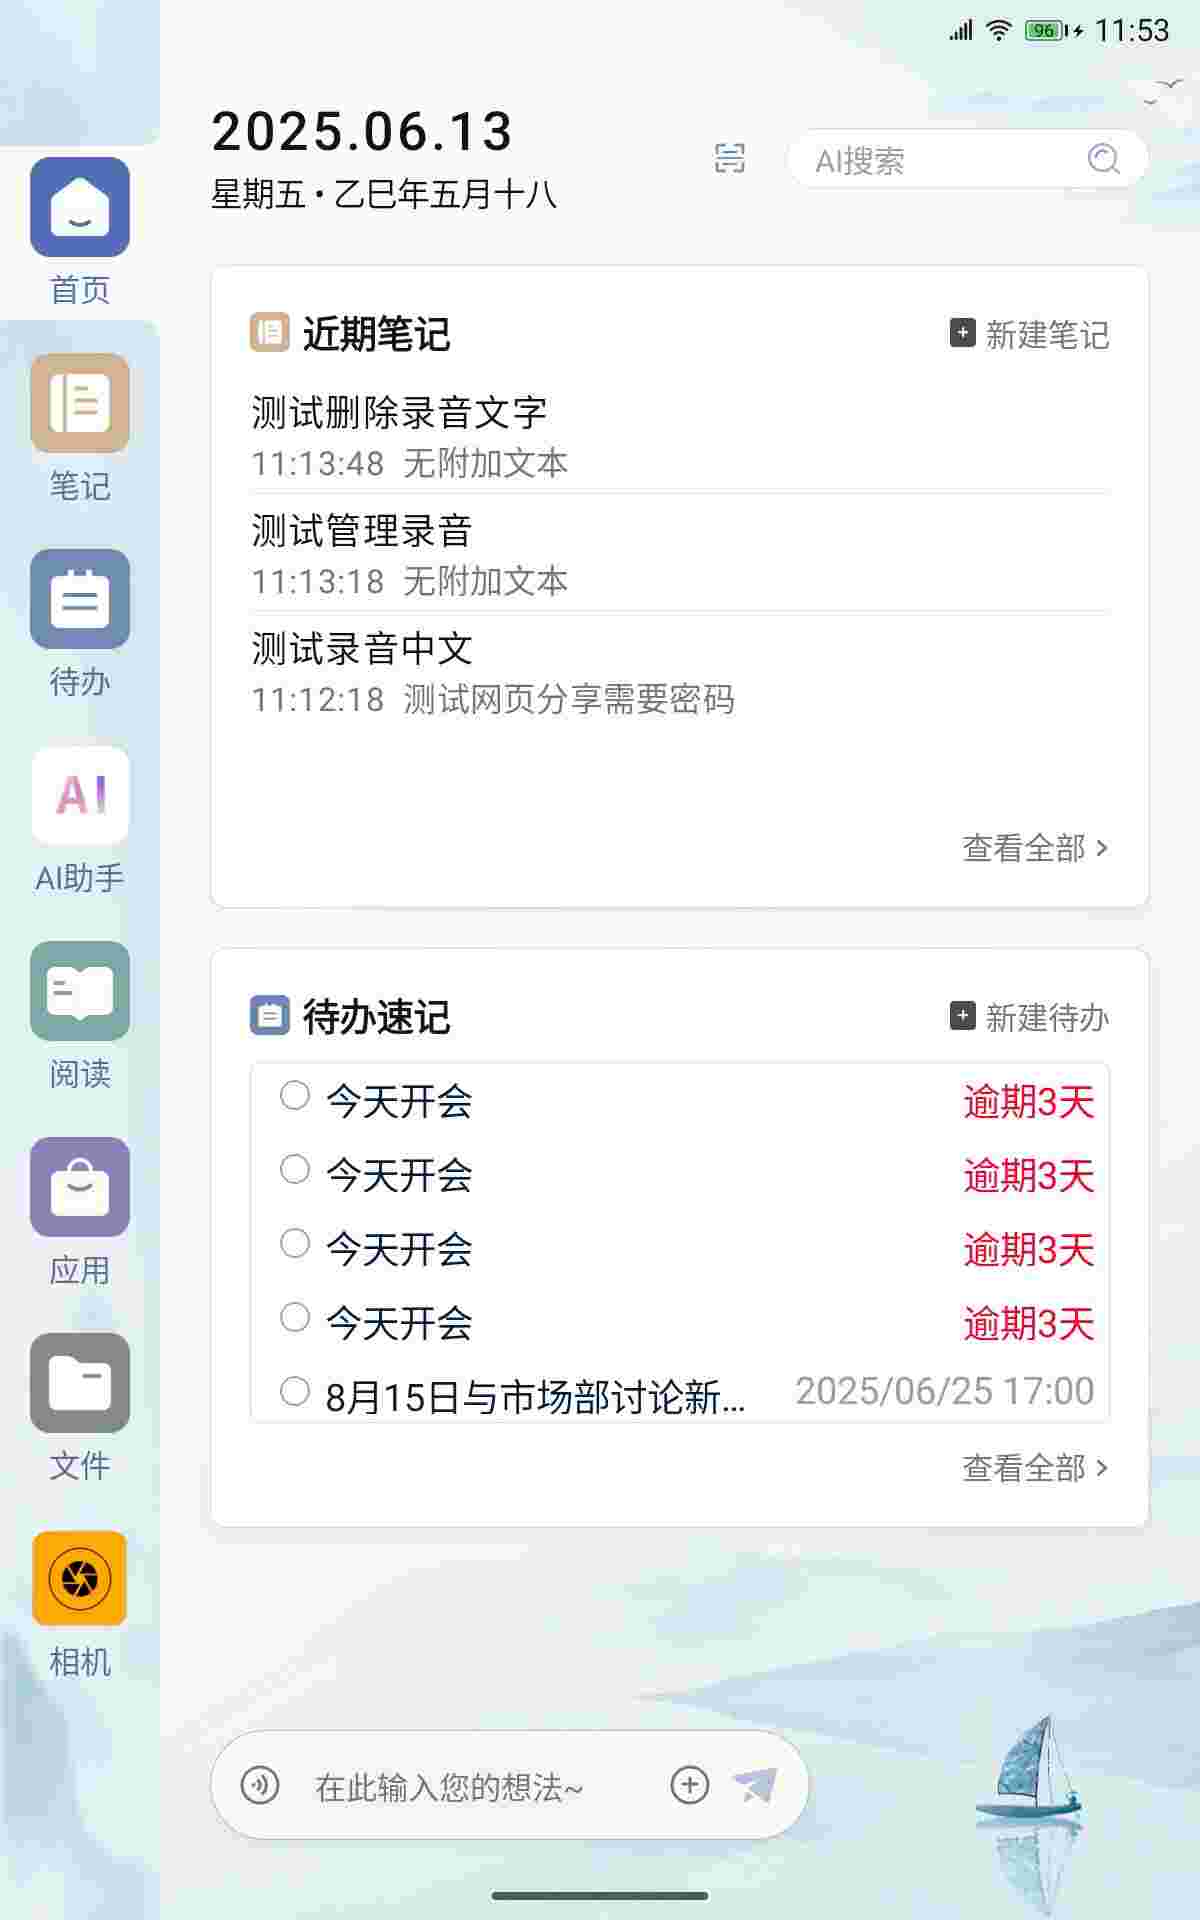 96 11:53
2025.06.13
星期五·乙巳年五月十八
AI搜索
首页
笔记
待办
AI
AI助手
阅读
应用
文件
相机
近期笔记
新建笔记
测试删除录音文字
11:13:48 无附加文本
测试管理录音
11:13:18 无附加文本
测试录音中文
11:12:18 测试网页分享需要密码
查看全部
待办速记
新建待办
今天开会 逾期3天
今天开会 逾期3天
今天开会 逾期3天
今天开会 逾期3天
8月15日与市场部讨论新... 2025/06/25 17:00
查看全部
在此输入您的想法~